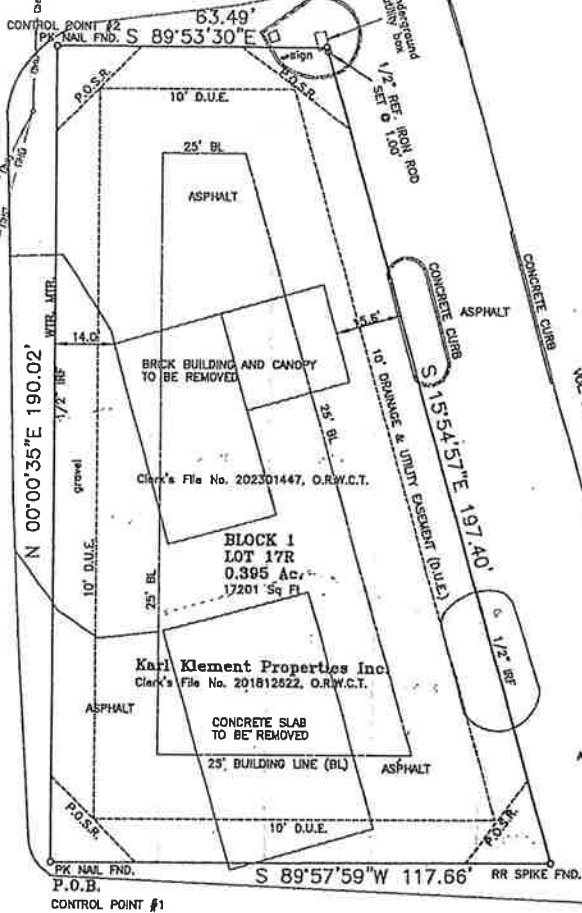 CONTROL POINT #2
PK NAIL FND.
63.49'
S 89°53'30"E
underground
utility box
sign
1/2" REF. IRON ROD
SET @ 1.00'
P.O.S.R.
P.O.S.R.
10' D.U.E.
OHG
OHG
25' BL
ASPHALT
CONCRETE CURB
ASPHALT
CONCRETE CURB
WTR. MTR.
1/2" IRF
14.0
15.6'
BRICK BUILDING AND CANOPY
TO BE REMOVED
10' DRAINAGE & UTILITY EASEMENT (D.U.E.)
S 15°54'57"E 197.40'
N 00°00'35"E 190.02'
gravel
25' BL
Clerk's File No. 202301447, O.R.W.C.T.
BLOCK 1
LOT 17R
0.395 Ac.
17201 Sq Ft
10' D.U.E.
25' BL
1/2" IRF
Karl Klement Properties Inc.
Clerk's File No. 201812522, O.R.W.C.T.
ASPHALT
CONCRETE SLAB
TO BE REMOVED
25' BUILDING LINE (BL)
ASPHALT
P.O.S.R.
10' D.U.E.
P.O.S.R.
PK NAIL FND.
S 89°57'59"W 117.66'
RR SPIKE FND.
P.O.B.
CONTROL POINT #1